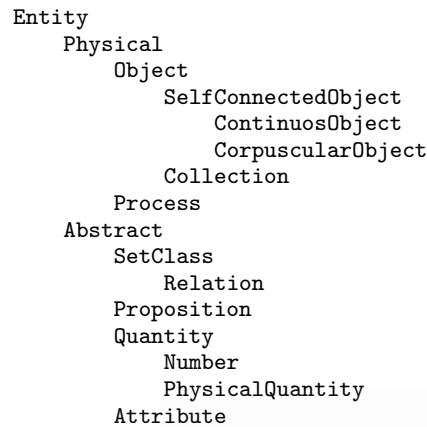 Entity
Physical
Object
SelfConnectedObject
ContinuosObject
CorpuscularObject
Collection
Process
Abstract
SetClass
Relation
Proposition
Quantity
Number
PhysicalQuantity
Attribute